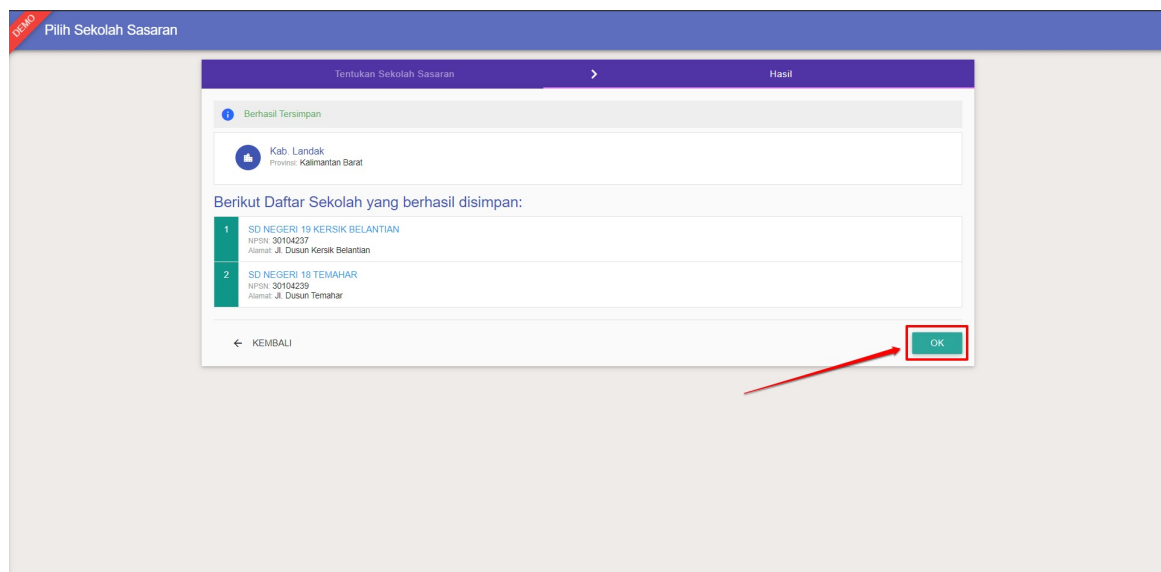 DEMO
Pilih Sekolah Sasaran
Tentukan Sekolah Sasaran
Hasil
Berhasil Tersimpan
Kab. Landak
Provinsi: Kalimantan Barat
Berikut Daftar Sekolah yang berhasil disimpan:
1 SD NEGERI 19 KERSIK BELANTIAN
NPSN: 30104237
Alamat: Jl. Dusun Kersik Belantian
2 SD NEGERI 18 TEMAHAR
NPSN: 30104239
Alamat: Jl. Dusun Temahar
KEMBALI
OK